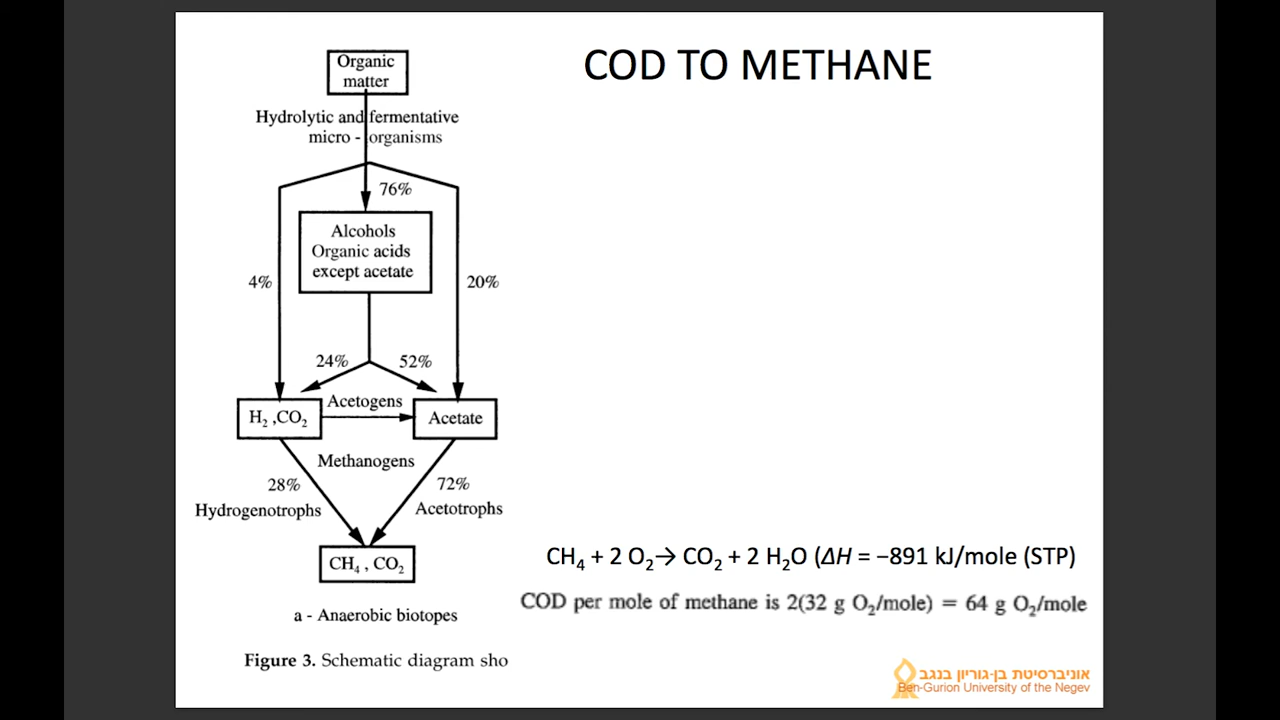 COD TO METHANE
Organic
matter
Hydrolytic and fermentative
micro - organisms
76%
Alcohols
Organic acids
except acetate
4%
20%
24%
52%
Acetogens
H₂ ,CO₂
Acetate
Methanogens
28%
72%
Hydrogenotrophs
Acetotrophs
CH₄ , CO₂
a - Anaerobic biotopes
Figure 3. Schematic diagram sho
CH₄ + 2 O₂→ CO₂ + 2 H₂O (ΔH = −891 kJ/mole (STP)
COD per mole of methane is 2(32 g O₂/mole) = 64 g O₂/mole
אוניברסיטת בן-גוריון בנגב
Ben-Gurion University of the Negev